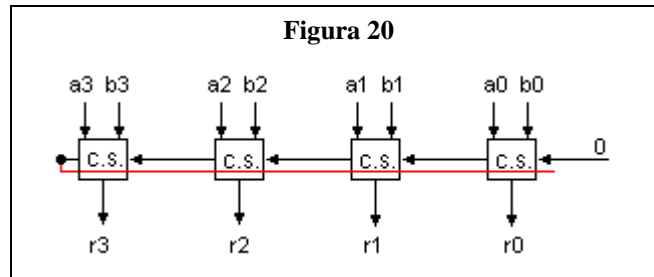 Figura 20
a3 b3 a2 b2 a1 b1 a0 b0
c.s. c.s. c.s. c.s. 0
r3 r2 r1 r0